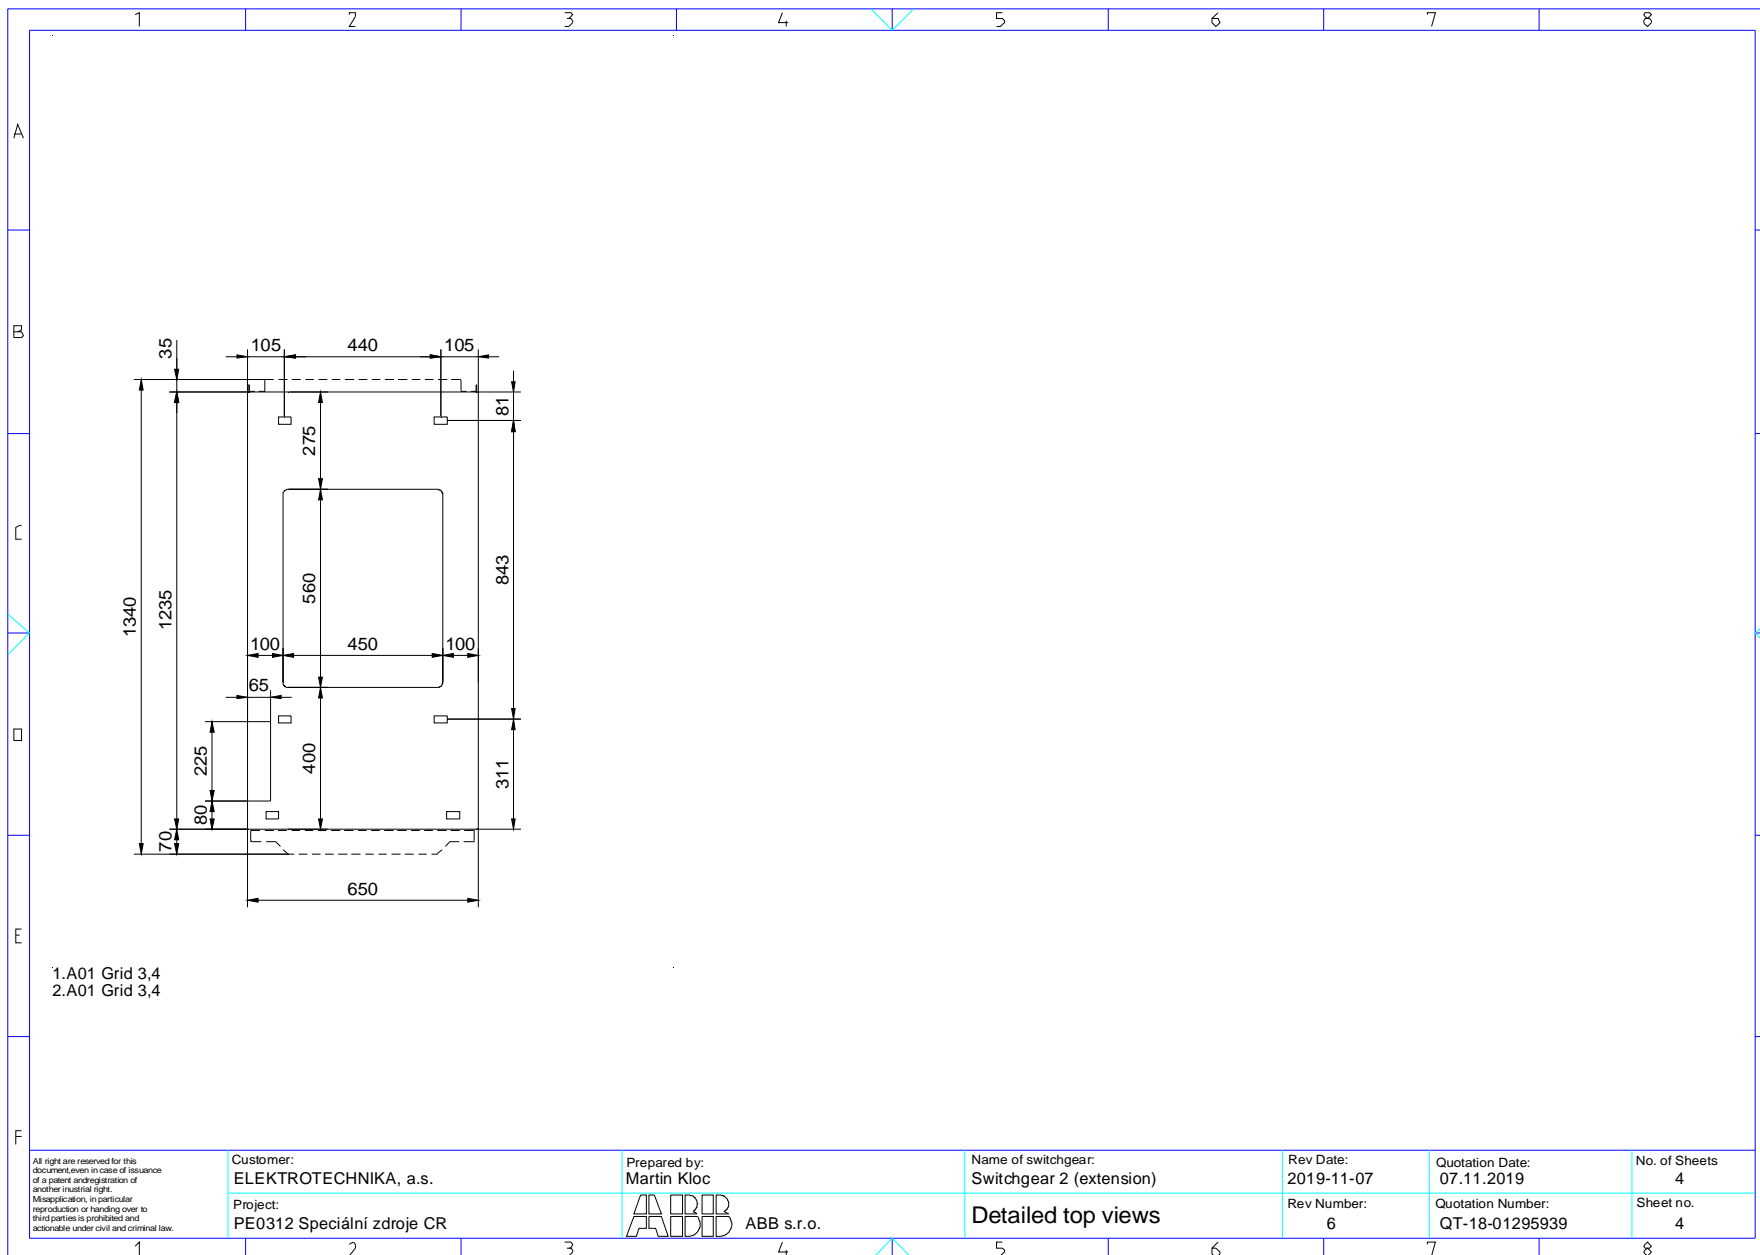 1 2 3 4 5 6 7 8
A
B
C
D
E
F
35
105 440 105
81
275
843
560
1340
1235
100 450 100
65
225
400
311
80
70
650
1.A01 Grid 3,4
2.A01 Grid 3,4
All right are reserved for this
document,even in case of issuance
of a patent andregistration of
another inustrial right.
Misapplication, in particular
reproduction or handing over to
third parties is prohibited and
actionable under civil and criminal law.
Customer:
ELEKTROTECHNIKA, a.s.
Project:
PE0312 Speciální zdroje CR
Prepared by:
Martin Kloc
ABB
ABB s.r.o.
Name of switchgear:
Switchgear 2 (extension)
Detailed top views
Rev Date:
2019-11-07
Rev Number:
6
Quotation Date:
07.11.2019
Quotation Number:
QT-18-01295939
No. of Sheets
4
Sheet no.
4
1 2 3 4 5 6 7 8